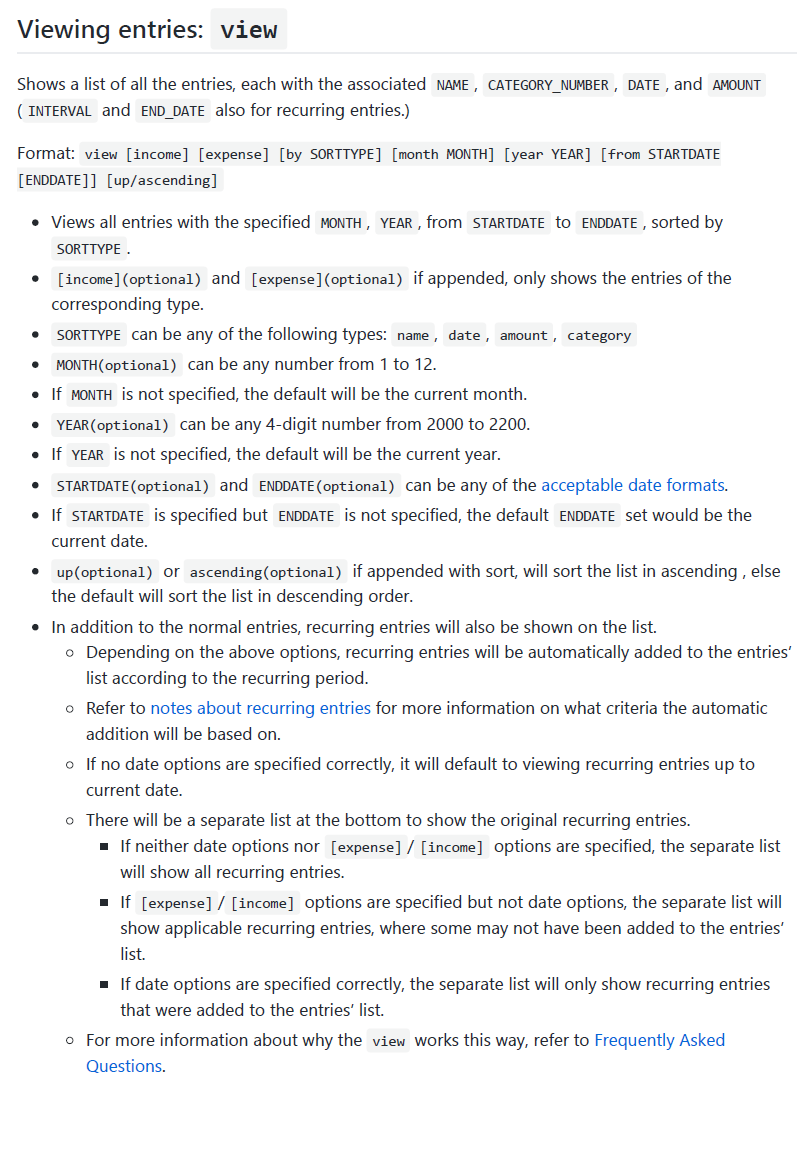 Viewing entries: view
Shows a list of all the entries, each with the associated NAME , CATEGORY_NUMBER , DATE , and AMOUNT
( INTERVAL and END_DATE also for recurring entries.)
Format: view [income] [expense] [by SORTTYPE] [month MONTH] [year YEAR] [from STARTDATE
[ENDDATE]] [up/ascending]
• Views all entries with the specified MONTH , YEAR , from STARTDATE to ENDDATE , sorted by
SORTTYPE .
• [income](optional) and [expense](optional) if appended, only shows the entries of the
corresponding type.
• SORTTYPE can be any of the following types: name , date , amount , category
• MONTH(optional) can be any number from 1 to 12.
• If MONTH is not specified, the default will be the current month.
• YEAR(optional) can be any 4-digit number from 2000 to 2200.
• If YEAR is not specified, the default will be the current year.
• STARTDATE(optional) and ENDDATE(optional) can be any of the acceptable date formats.
• If STARTDATE is specified but ENDDATE is not specified, the default ENDDATE set would be the
current date.
• up(optional) or ascending(optional) if appended with sort, will sort the list in ascending , else
the default will sort the list in descending order.
• In addition to the normal entries, recurring entries will also be shown on the list.
◦ Depending on the above options, recurring entries will be automatically added to the entries’
list according to the recurring period.
◦ Refer to notes about recurring entries for more information on what criteria the automatic
addition will be based on.
◦ If no date options are specified correctly, it will default to viewing recurring entries up to
current date.
◦ There will be a separate list at the bottom to show the original recurring entries.
▪ If neither date options nor [expense] / [income] options are specified, the separate list
will show all recurring entries.
▪ If [expense] / [income] options are specified but not date options, the separate list will
show applicable recurring entries, where some may not have been added to the entries’
list.
▪ If date options are specified correctly, the separate list will only show recurring entries
that were added to the entries’ list.
◦ For more information about why the view works this way, refer to Frequently Asked
Questions.